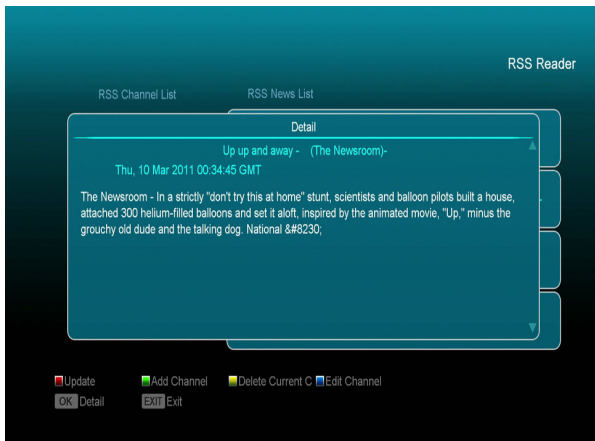 RSS Reader
RSS Channel List
RSS News List
Detail
Up up and away - (The Newsroom)-
Thu, 10 Mar 2011 00:34:45 GMT
The Newsroom - In a strictly "don't try this at home" stunt, scientists and balloon pilots built a house,
attached 300 helium-filled balloons and set it aloft, inspired by the animated movie, "Up," minus the
grouchy old dude and the talking dog. National &#8230;
Update
Add Channel
Delete Current C
Edit Channel
OK Detail
EXIT Exit